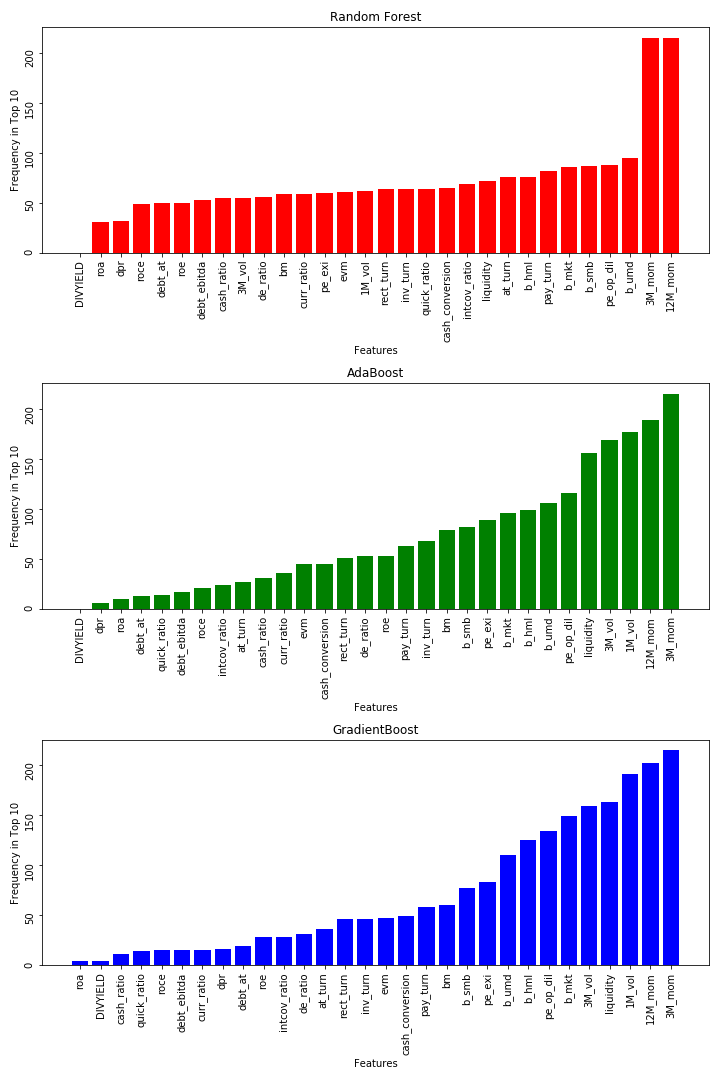 Random Forest
Frequency in Top 10
200
150
100
50
0
DIVYIELD
roa
dpr
roce
debt_at
roe
debt_ebitda
cash_ratio
3M_vol
de_ratio
bm
curr_ratio
pe_exi
evm
1M_vol
rect_turn
inv_turn
quick_ratio
cash_conversion
intcov_ratio
liquidity
at_turn
b_hml
pay_turn
b_mkt
b_smb
pe_op_dil
b_umd
3M_mom
12M_mom
Features
AdaBoost
Frequency in Top 10
200
150
100
50
0
DIVYIELD
dpr
roa
debt_at
quick_ratio
debt_ebitda
roce
intcov_ratio
at_turn
cash_ratio
curr_ratio
evm
cash_conversion
rect_turn
de_ratio
roe
pay_turn
inv_turn
bm
b_smb
pe_exi
b_mkt
b_hml
b_umd
pe_op_dil
liquidity
3M_vol
1M_vol
12M_mom
3M_mom
Features
GradientBoost
Frequency in Top 10
200
150
100
50
0
roa
DIVYIELD
cash_ratio
quick_ratio
roce
debt_ebitda
curr_ratio
dpr
debt_at
roe
intcov_ratio
de_ratio
at_turn
rect_turn
inv_turn
evm
cash_conversion
pay_turn
bm
b_smb
pe_exi
b_umd
b_hml
pe_op_dil
b_mkt
3M_vol
liquidity
1M_vol
12M_mom
3M_mom
Features